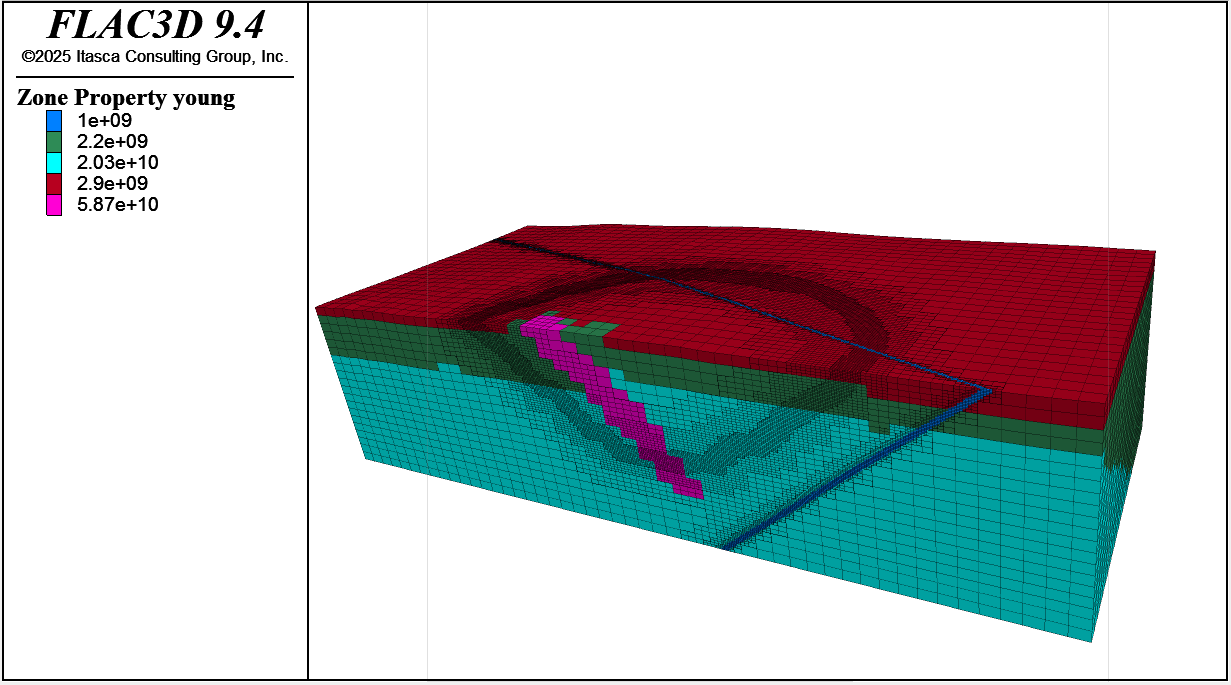 FLAC3D 9.4
©2025 Itasca Consulting Group, Inc.
Zone Property young
1e+09
2.2e+09
2.03e+10
2.9e+09
5.87e+10